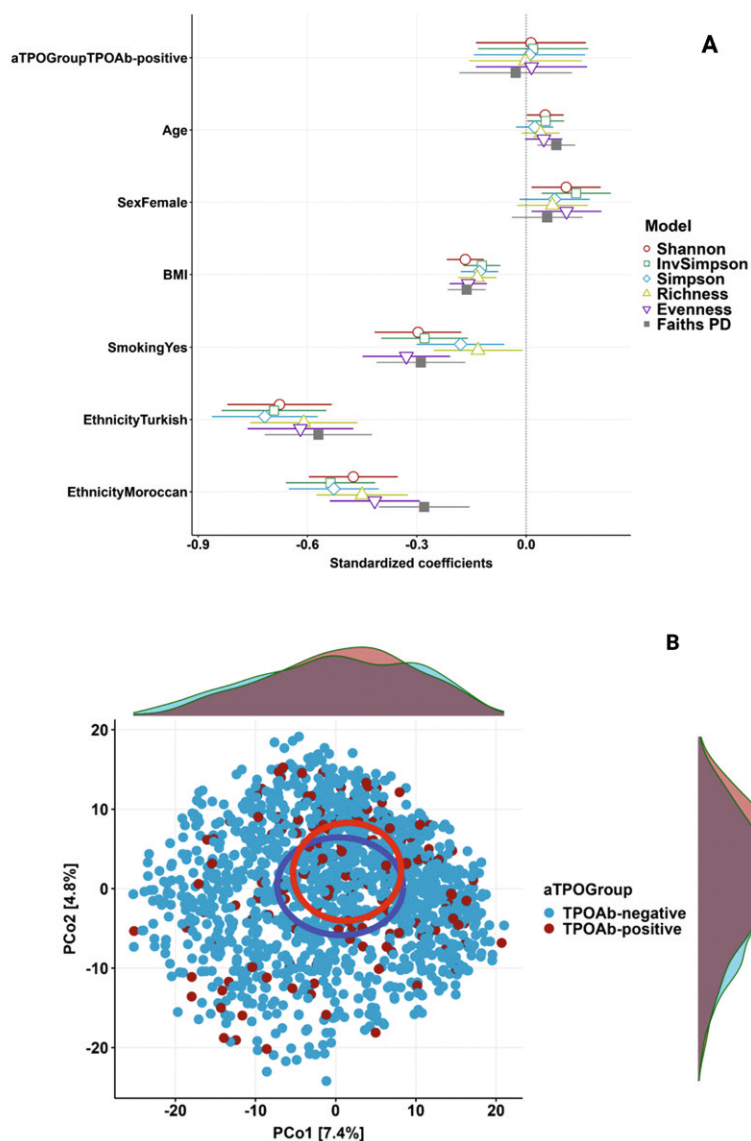 A
aTPOGroupTPOAb-positive
Age
SexFemale
BMI
SmokingYes
EthnicityTurkish
EthnicityMoroccan
-0.9 -0.6 -0.3 0.0
Standardized coefficients
Model
Shannon
InvSimpson
Simpson
Richness
Evenness
Faiths PD
B
20
10
0
-10
-20
PCo2 [4.8%]
-20 -10 0 10 20
PCo1 [7.4%]
aTPOGroup
TPOAb-negative
TPOAb-positive